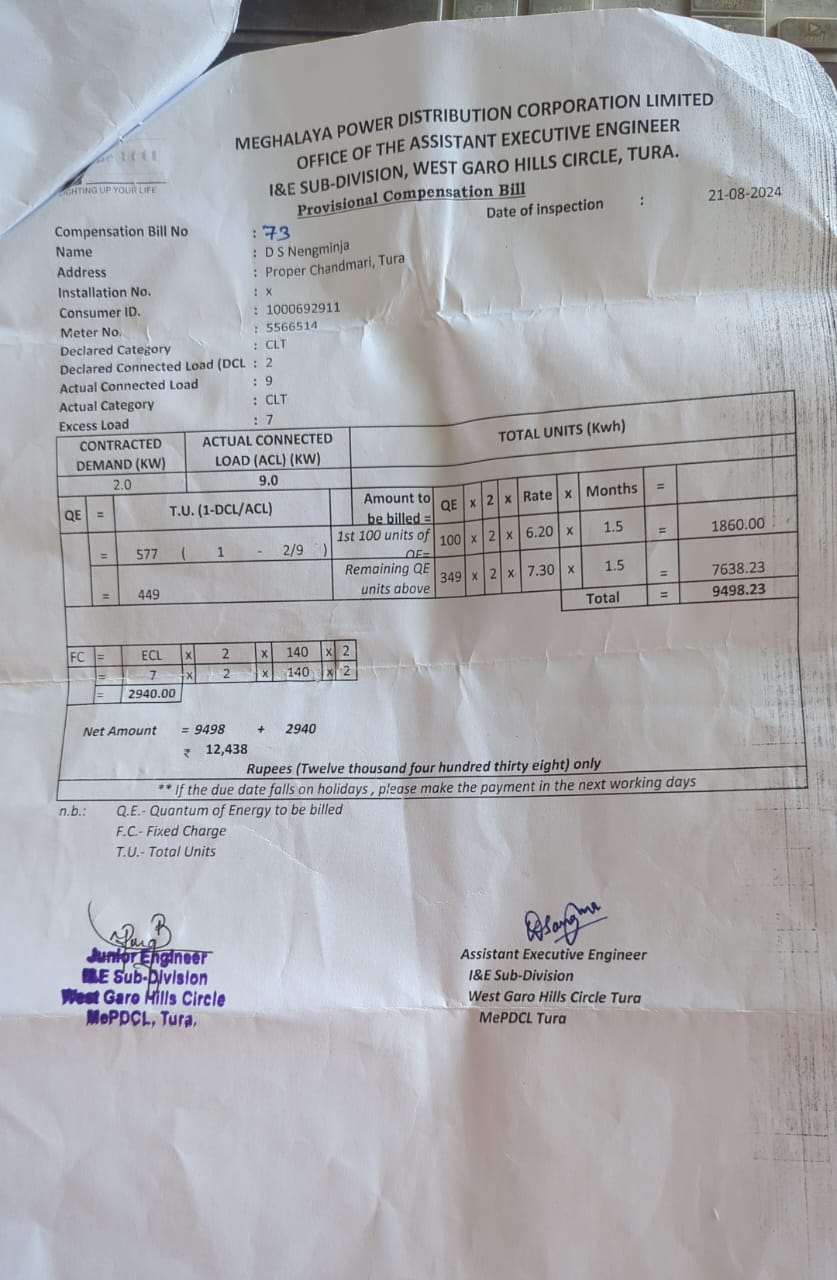 MEGHALAYA POWER DISTRIBUTION CORPORATION LIMITED
OFFICE OF THE ASSISTANT EXECUTIVE ENGINEER
I&E SUB-DIVISION, WEST GARO HILLS CIRCLE, TURA.
Provisional Compensation Bill
UP YOUR LIFE
Date of inspection : 21-08-2024
Compensation Bill No : 73
Name : D S Nengminja
Address : Proper Chandmari, Tura
Installation No. : x
Consumer ID. : 1000692911
Meter No. : 5566514
Declared Category : CLT
Declared Connected Load (DCL : 2
Actual Connected Load : 9
Actual Category : CLT
Excess Load : 7
CONTRACTED DEMAND (KW) ACTUAL CONNECTED LOAD (ACL) (KW) TOTAL UNITS (Kwh)
2.0 9.0
QE = T.U. (1-DCL/ACL) Amount to be billed = QE x 2 x Rate x Months =
= 577 ( 1 - 2/9 ) 1st 100 units of QE= 100 x 2 x 6.20 x 1.5 = 1860.00
= 449 Remaining QE units above 349 x 2 x 7.30 x 1.5 = 7638.23
Total = 9498.23
FC = ECL x 2 x 140 x 2
= 7 x 2 x 140 x 2
= 2940.00
Net Amount = 9498 + 2940
₹ 12,438
Rupees (Twelve thousand four hundred thirty eight) only
** If the due date falls on holidays , please make the payment in the next working days
n.b.: Q.E.- Quantum of Energy to be billed
F.C.- Fixed Charge
T.U.- Total Units
Junior Engineer
I&E Sub-Division
West Garo Hills Circle
MePDCL, Tura,
Assistant Executive Engineer
I&E Sub-Division
West Garo Hills Circle Tura
MePDCL Tura